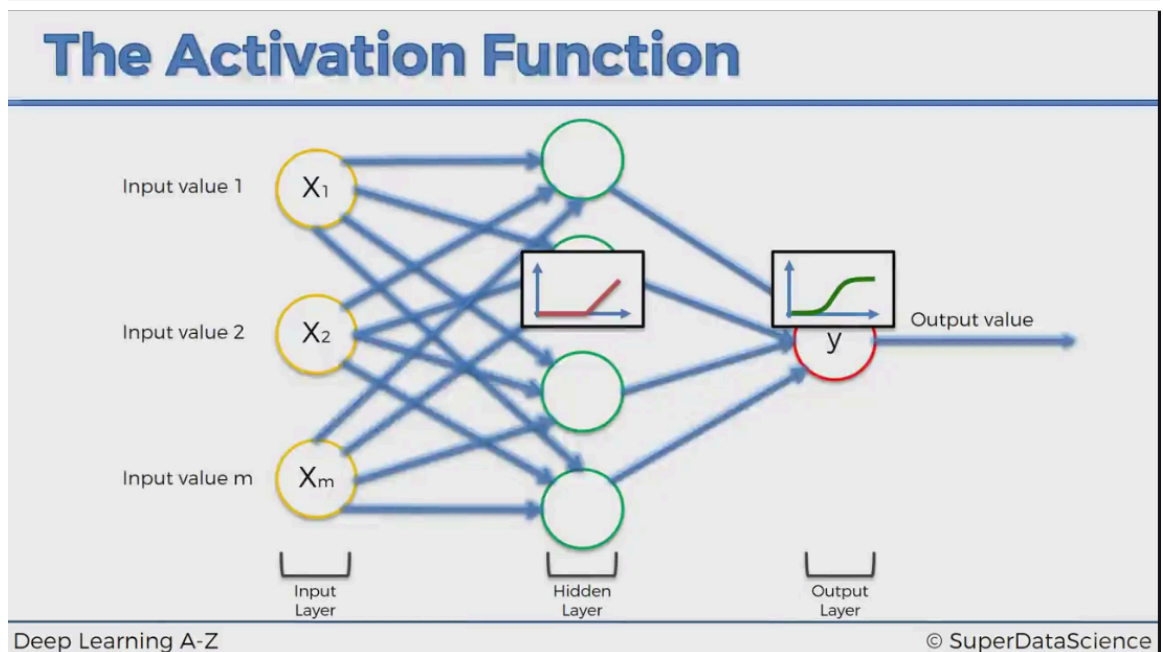 The Activation Function
Input value 1
X₁
Input value 2
X₂
y
Output value
Input value m
Xₘ
Input
Layer
Hidden
Layer
Output
Layer
Deep Learning A-Z
© SuperDataScience